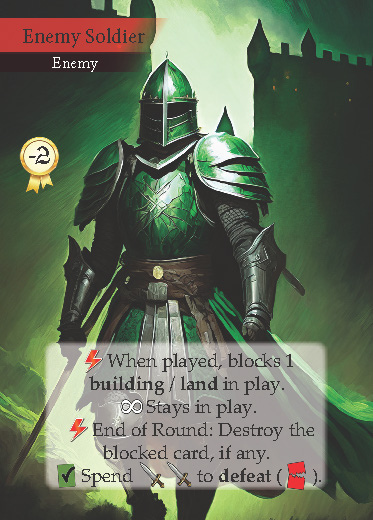 Enemy Soldier
Enemy
-2
When played, blocks 1
building / land in play.
Stays in play.
End of Round: Destroy the
blocked card, if any.
Spend to defeat ( ).